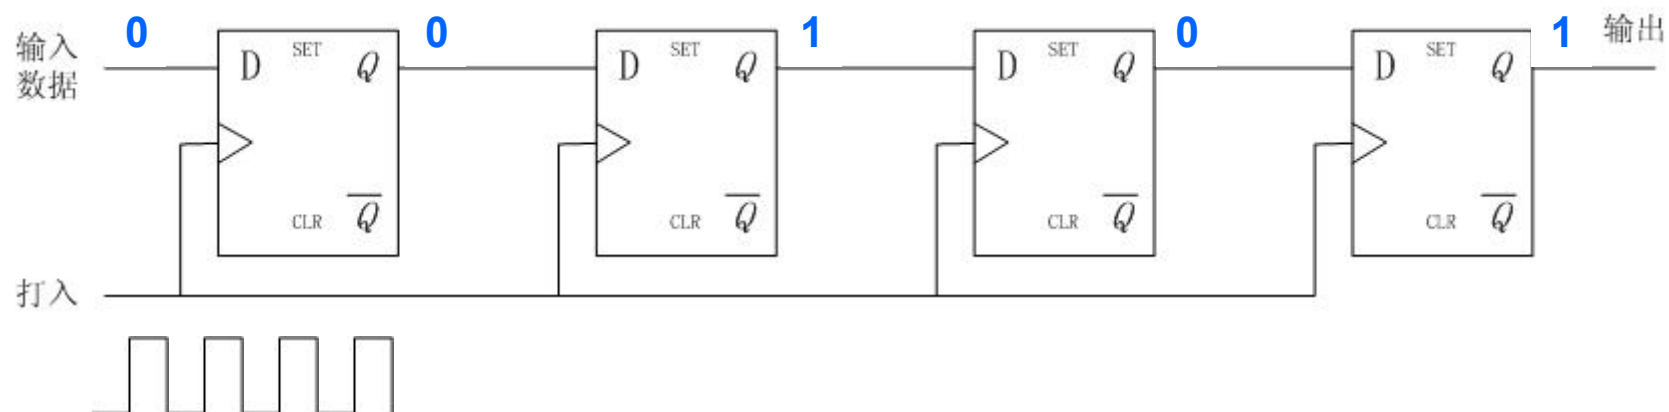 0 0 1 0 1 输出
输入
数据
D SET Q D SET Q D SET Q D SET Q
CLR Q̅ CLR Q̅ CLR Q̅ CLR Q̅
打入